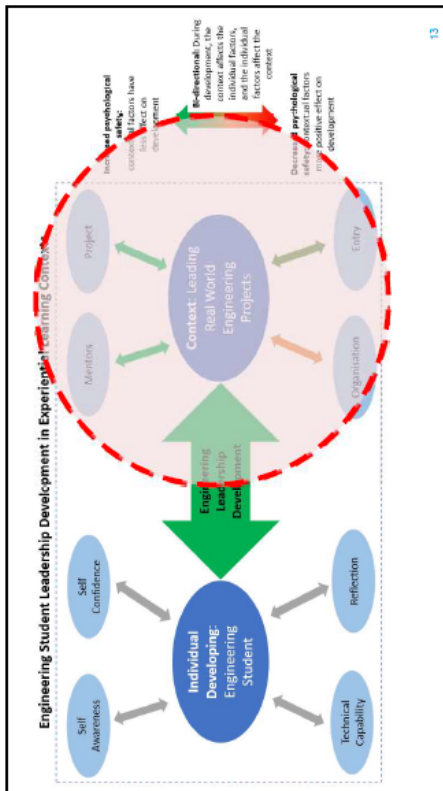 Engineering Student Leadership Development in Experiential Learning Contexts
Self
Awareness
Self
Confidence
Mentors
Project
Individual
Developing:
Engineering
Student
Engineering
Leadership
Development
Context: Leading
Real World
Engineering
Projects
Technical
Capability
Reflection
Organisation
Entry
Increased psychological
safety:
contextual factors have
less effect on
development
Bi-directional: During
development, the
context affects the
individual factors,
and the individual
factors affect the
context
Decreased psychological
safety: contextual factors
more positive effect on
development
13